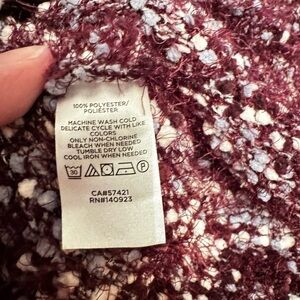 100% POLYESTER/
POLIÉSTER
MACHINE WASH COLD
DELICATE CYCLE WITH LIKE
COLORS
ONLY NON-CHLORINE
BLEACH WHEN NEEDED
TUMBLE DRY LOW
COOL IRON WHEN NEEDED
30 P
CA#57421
RN#140923